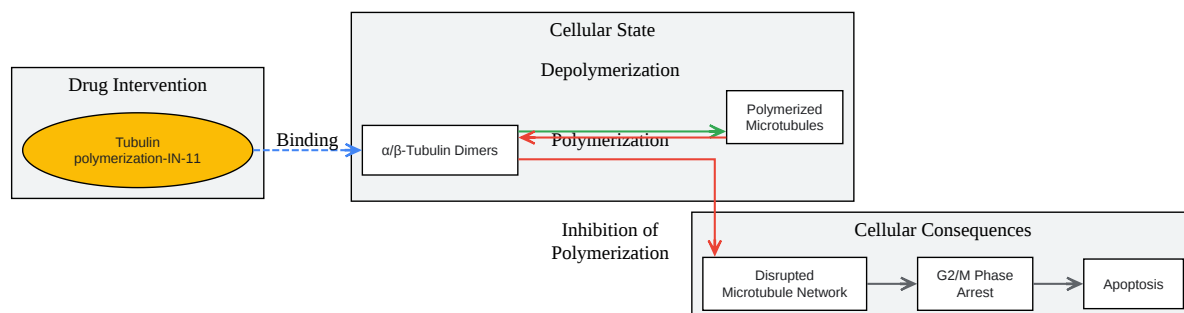 Cellular State
Depolymerization
Drug Intervention
Tubulin
polymerization-IN-11
Binding
α/β-Tubulin Dimers
Polymerized
Microtubules
Polymerization
Inhibition of
Polymerization
Cellular Consequences
Disrupted
Microtubule Network
G2/M Phase
Arrest
Apoptosis